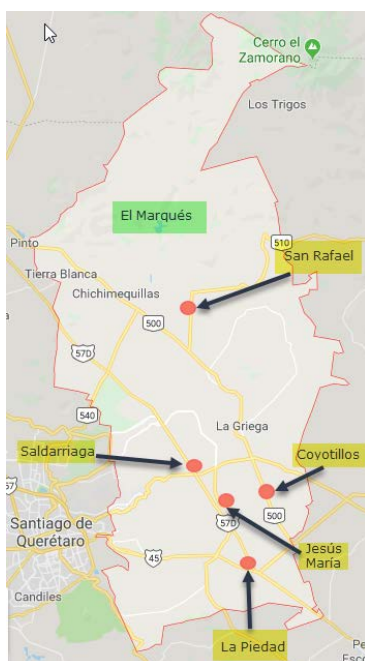 Cerro el
Zamorano
Los Trigos
El Marqués
510
Pinto
San Rafael
Tierra Blanca
Chichimequillas
500
57D
540
La Griega
Saldarriaga
Coyotillos
57
500
Santiago de
Querétaro
57D
Jesús
María
45
Candiles
La Piedad